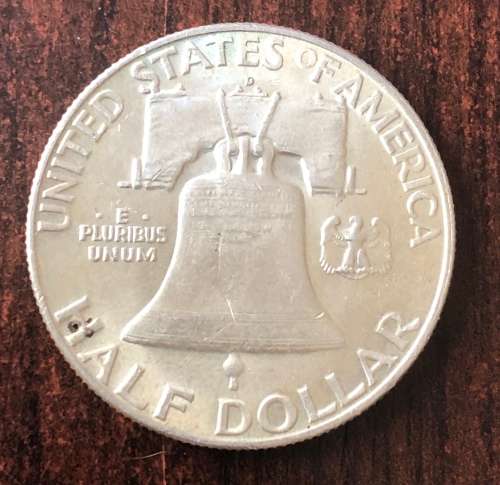 UNITED STATES OF AMERICA
D
· E ·
PLURIBUS
UNUM
HALF DOLLAR